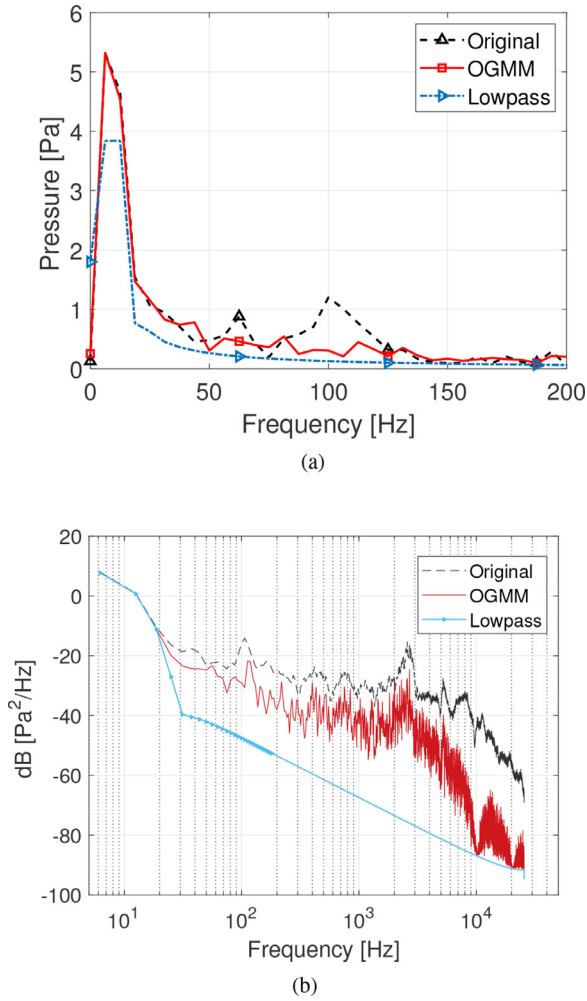 6
5
4
3
2
1
0
Pressure [Pa]
Original
OGMM
Lowpass
0 50 100 150 200
Frequency [Hz]
(a)
20
0
-20
-40
-60
-80
-100
dB [Pa²/Hz]
Original
OGMM
Lowpass
10¹ 10² 10³ 10⁴
Frequency [Hz]
(b)